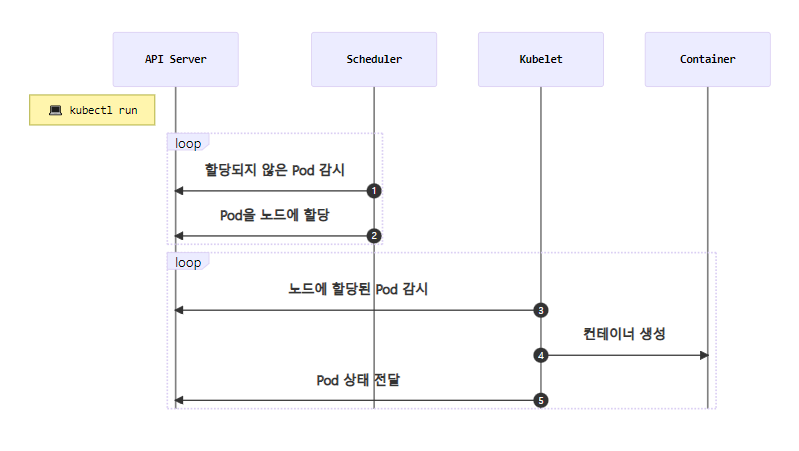 API Server
Scheduler
Kubelet
Container
💻 kubectl run
loop
할당되지 않은 Pod 감시
1
Pod을 노드에 할당
2
loop
노드에 할당된 Pod 감시
3
컨테이너 생성
4
Pod 상태 전달
5